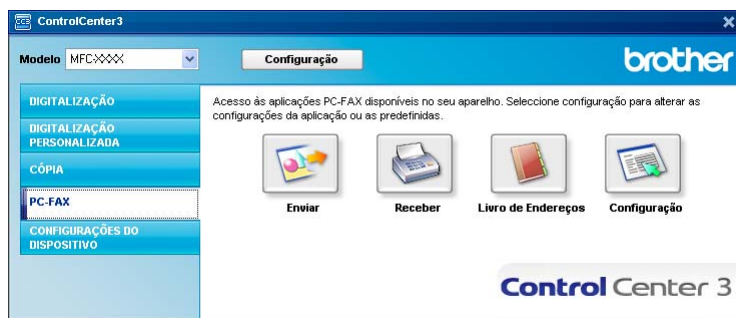 ControlCenter3
Modelo MFC-XXXX Configuração brother
DIGITALIZAÇÃO
DIGITALIZAÇÃO
PERSONALIZADA
CÓPIA
PC-FAX
CONFIGURAÇÕES DO
DISPOSITIVO
Acesso às aplicações PC-FAX disponíveis no seu aparelho. Seleccione configuração para alterar as
configurações da aplicação ou as predefinidas.
Enviar Receber Livro de Endereços Configuração
Control Center 3